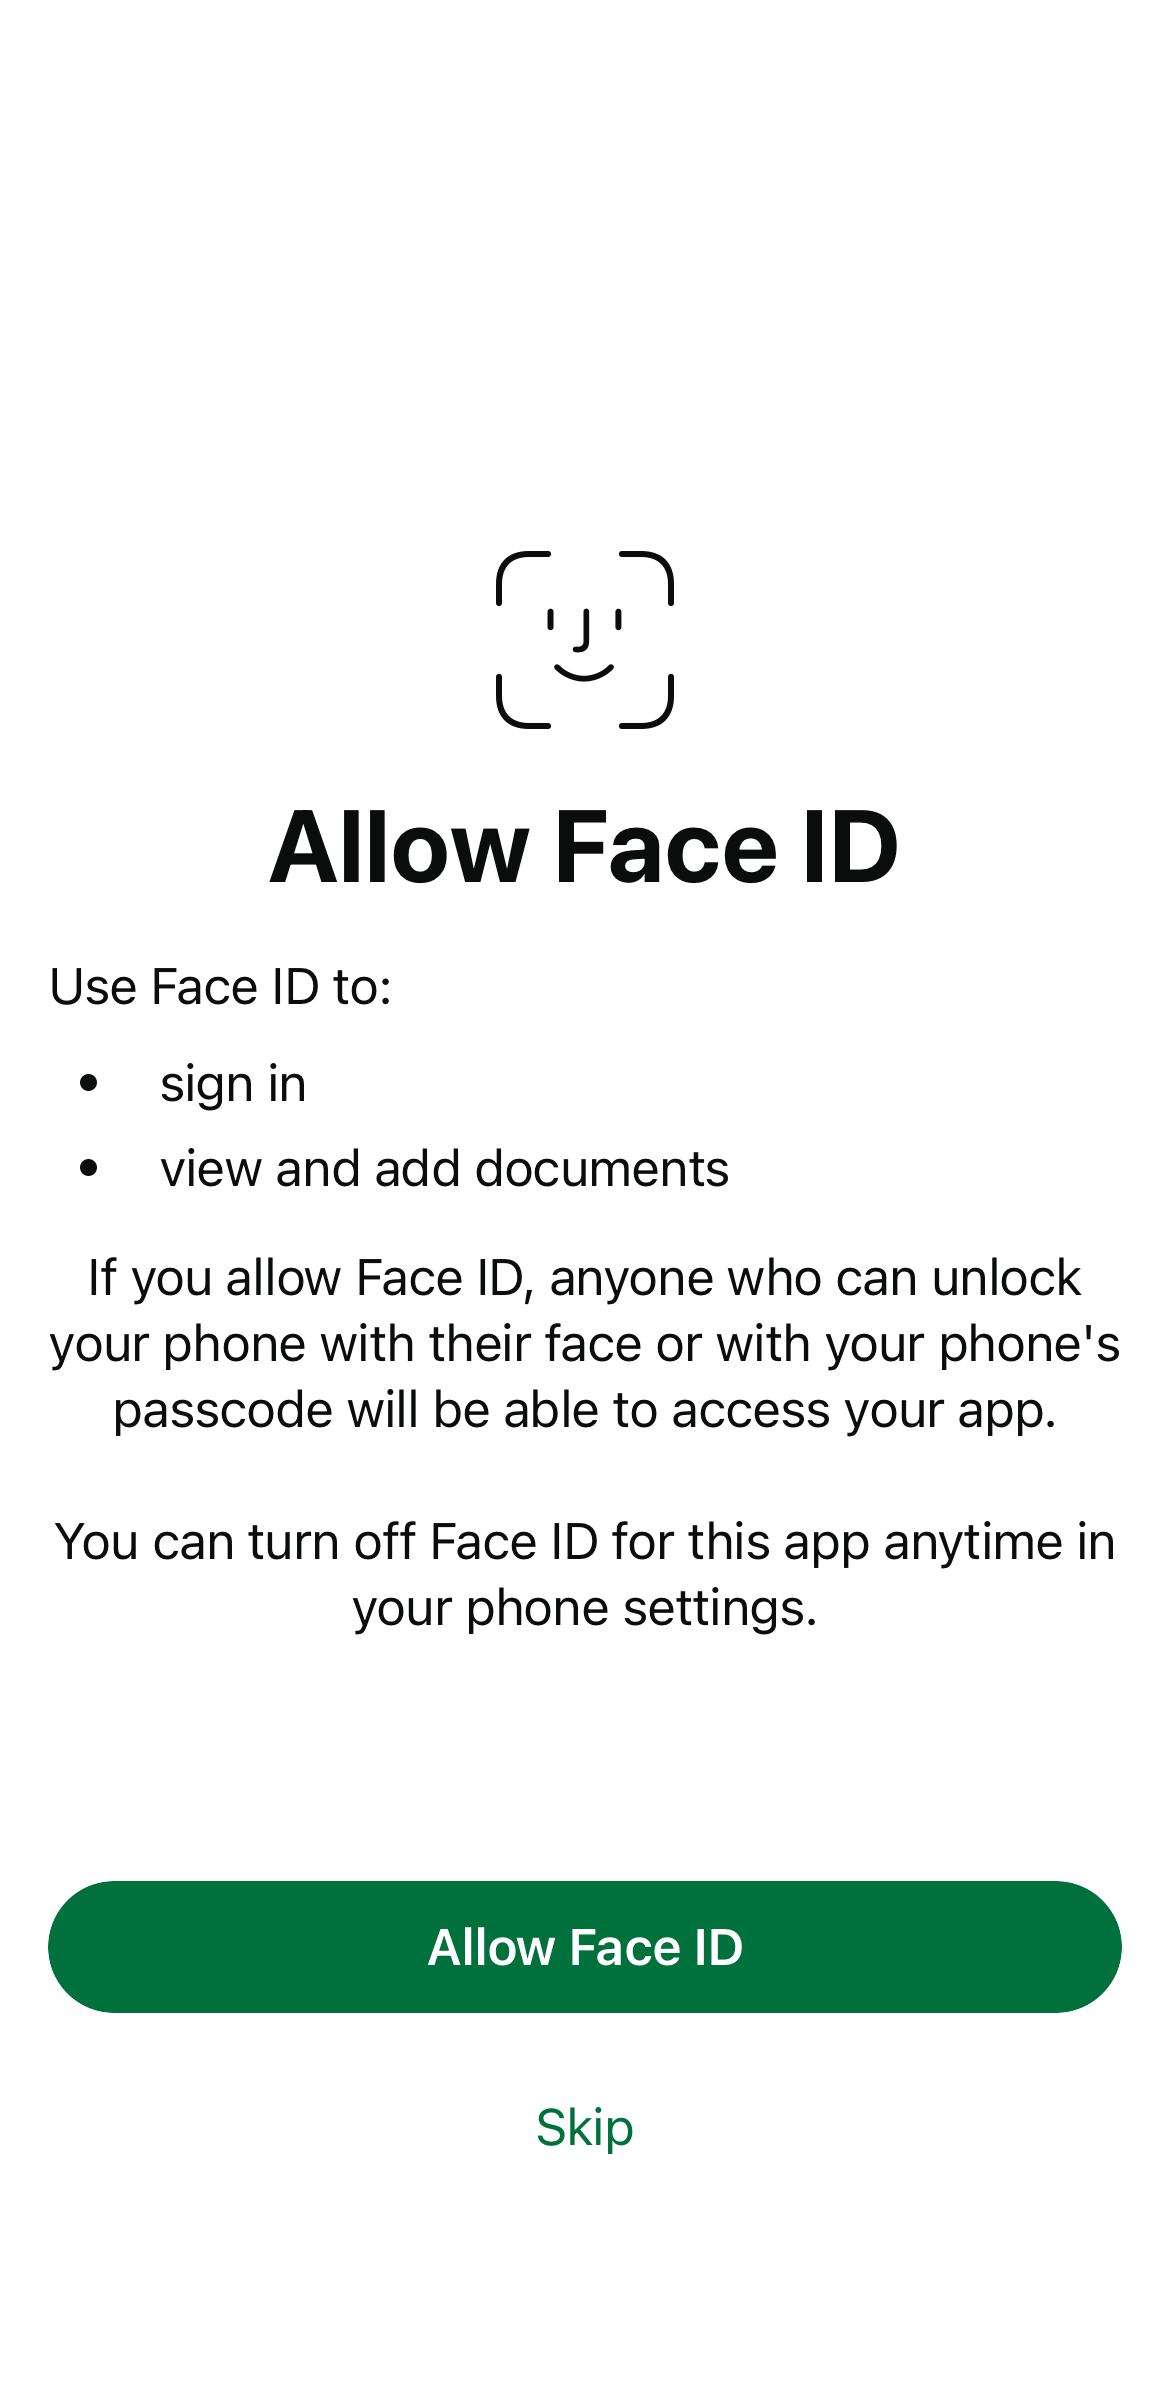 Allow Face ID
Use Face ID to:
• sign in
• view and add documents
If you allow Face ID, anyone who can unlock
your phone with their face or with your phone's
passcode will be able to access your app.
You can turn off Face ID for this app anytime in
your phone settings.
Allow Face ID
Skip